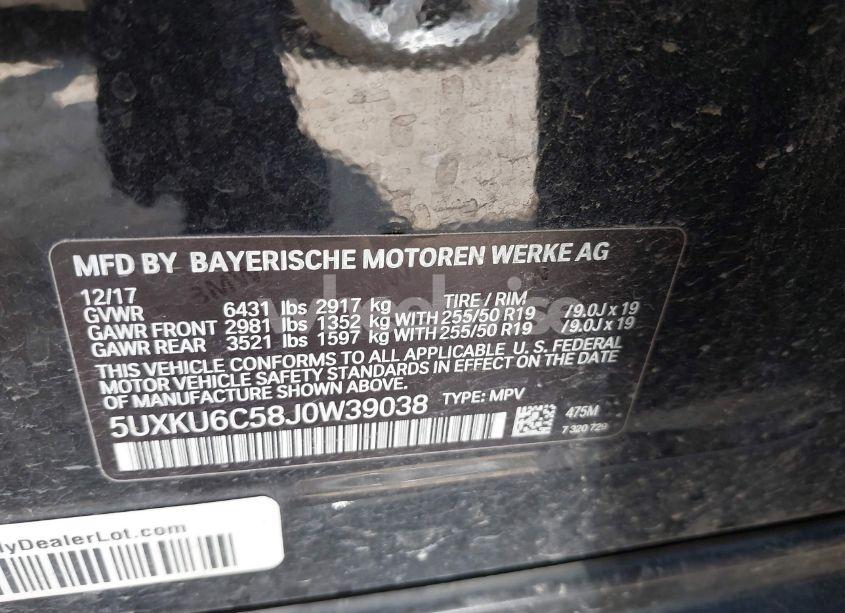 MFD BY BAYERISCHE MOTOREN WERKE AG
12/17
GVWR 6431 lbs 2917 kg TIRE / RIM
GAWR FRONT 2981 lbs 1352 kg WITH 255/50 R19 /9.0J x 19
GAWR REAR 3521 lbs 1597 kg WITH 255/50 R19 /9.0J x 19
THIS VEHICLE CONFORMS TO ALL APPLICABLE U. S. FEDERAL
MOTOR VEHICLE SAFETY STANDARDS IN EFFECT ON THE DATE
OF MANUFACTURE SHOWN ABOVE.
5UXKU6C58J0W39038 TYPE: MPV
475M
7 320 729
yDealerLot.com